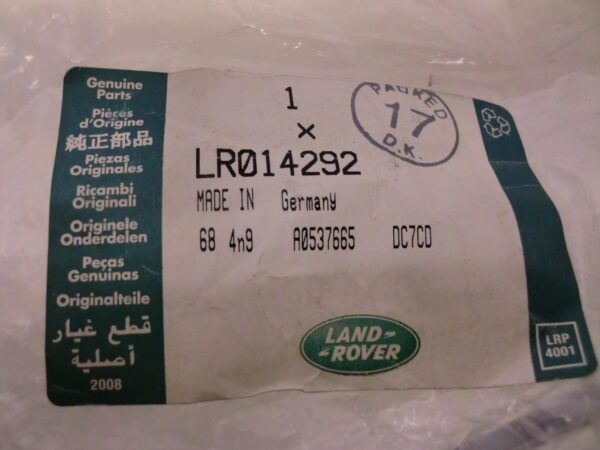 Genuine
Parts
Pièces
d'Origine
純正部品
Piezas
Originales
Ricambi
Originali
Originele
Onderdelen
Peças
Genuínas
Originalteile
قطع غيار
أصلية
2008
1
x
LR014292
MADE IN Germany
68 4n9 A0537665 DC7CD
PACKED
17
D.K.
LAND-
-ROVER
LRP
4001